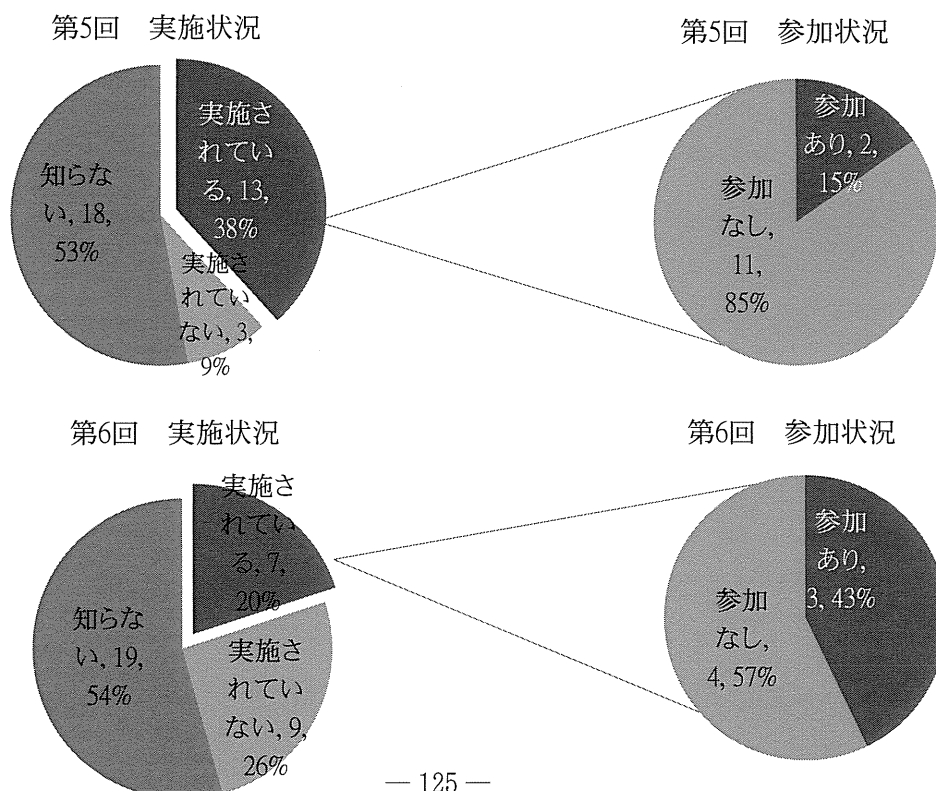 第5回　実施状況
実施さ
れてい
る, 13,
38%
実施さ
れてい
ない, 3,
9%
知らな
い, 18,
53%
第5回　参加状況
参加
あり, 2,
15%
参加
なし,
11,
85%
第6回　実施状況
実施さ
れてい
る, 7,
20%
実施さ
れてい
ない, 9,
26%
知らな
い, 19,
54%
第6回　参加状況
参加
あり,
3, 43%
参加
なし,
4, 57%
— 125 —